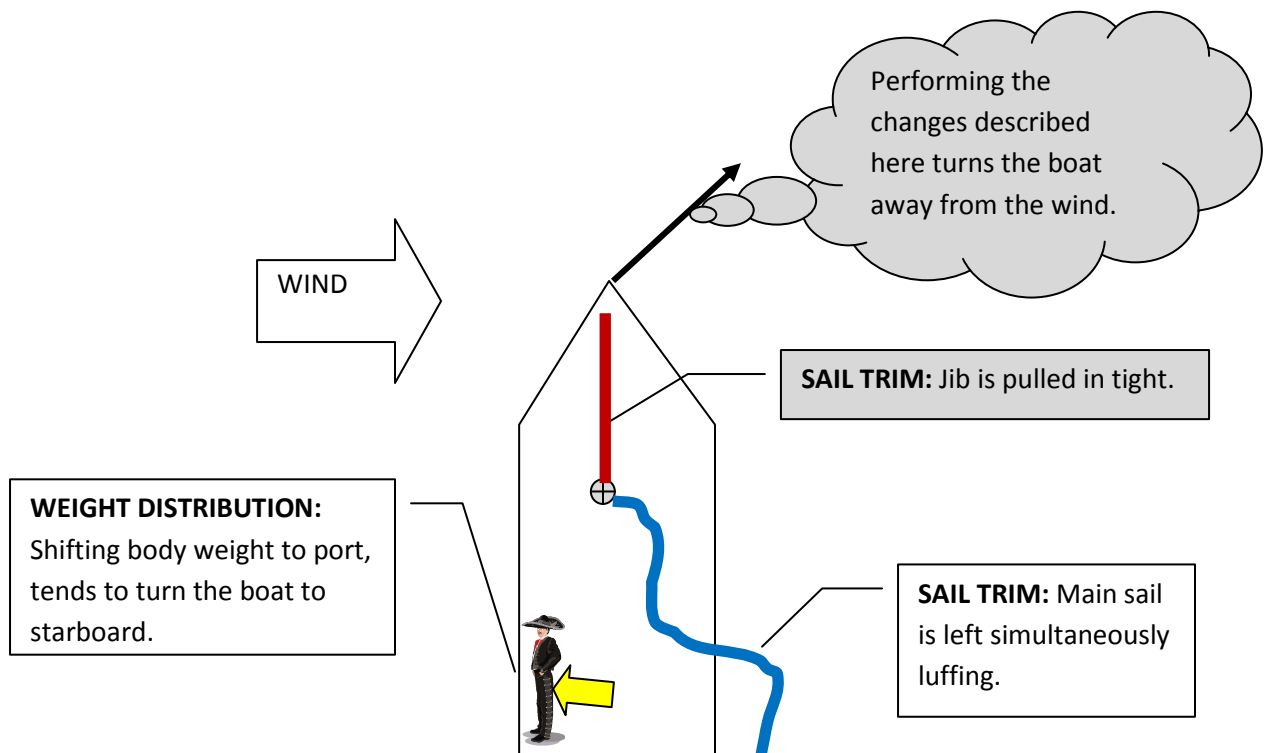 Performing the
changes described
here turns the boat
away from the wind.
WIND
SAIL TRIM: Jib is pulled in tight.
WEIGHT DISTRIBUTION:
Shifting body weight to port,
tends to turn the boat to
starboard.
SAIL TRIM: Main sail
is left simultaneously
luffing.